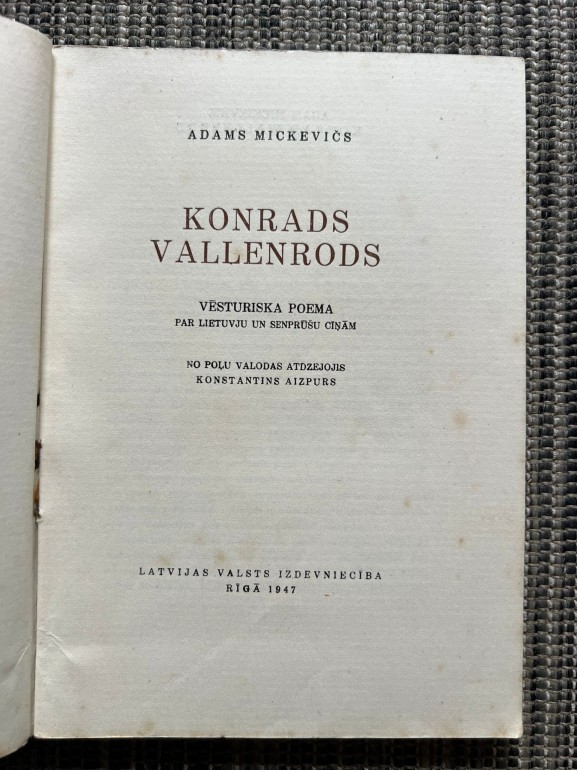 ADAMS MICKEVIČS
KONRADS
VALLENRODS
VĒSTURISKA POEMA
PAR LIETUVJU UN SENPRŪŠU CĪŅĀM
NO POĻU VALODAS ATDZEJOJIS
KONSTANTINS AIZPURS
LATVIJAS VALSTS IZDEVNIECĪBA
RĪGĀ 1947